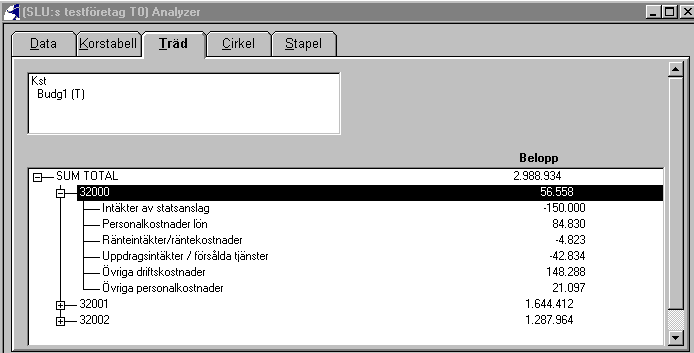 (SLU:s testföretag T0) Analyzer
Data Korstabell Träd Cirkel Stapel
Kst
Budg1 (T)
Belopp
SUM TOTAL 2.988.934
32000 56.558
Intäkter av statsanslag -150.000
Personalkostnader lön 84.830
Ränteintäkter/räntekostnader -4.823
Uppdragsintäkter / försålda tjänster -42.834
Övriga driftskostnader 148.288
Övriga personalkostnader 21.097
32001 1.644.412
32002 1.287.964